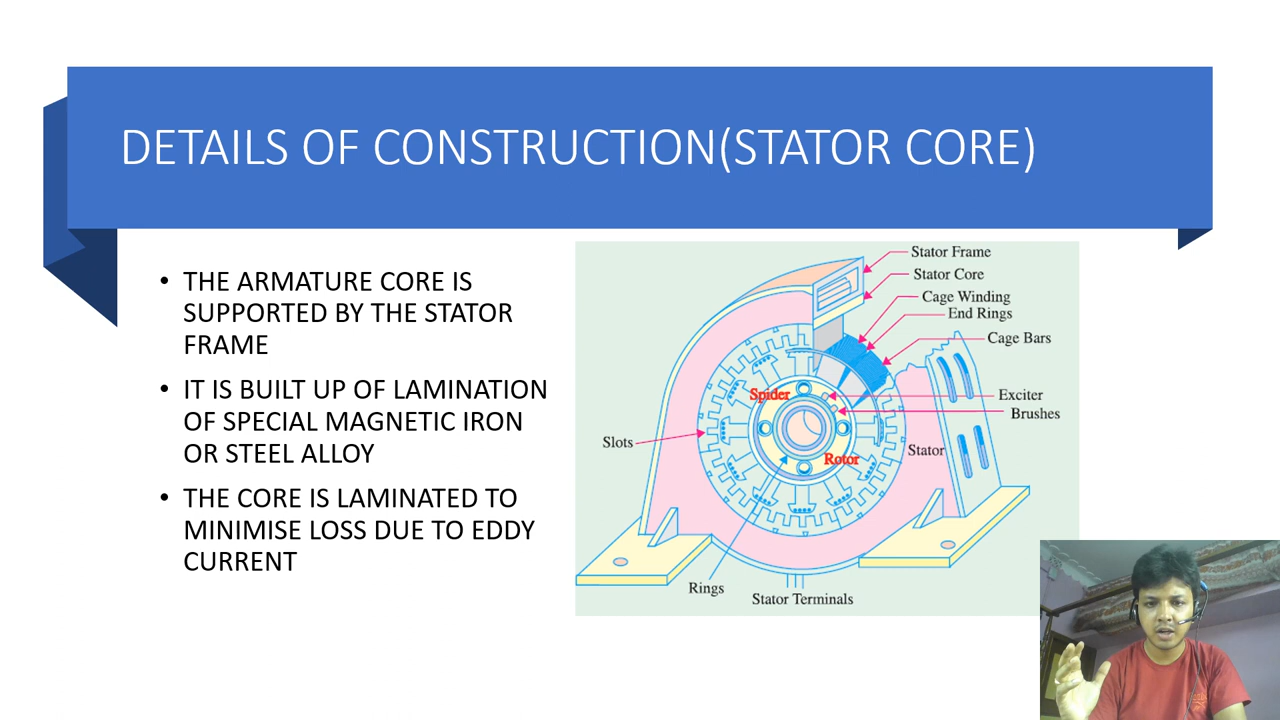 DETAILS OF CONSTRUCTION(STATOR CORE)
• THE ARMATURE CORE IS
SUPPORTED BY THE STATOR
FRAME
• IT IS BUILT UP OF LAMINATION
OF SPECIAL MAGNETIC IRON
OR STEEL ALLOY
• THE CORE IS LAMINATED TO
MINIMISE LOSS DUE TO EDDY
CURRENT
Stator Frame
Stator Core
Cage Winding
End Rings
Cage Bars
Spider
Exciter
Brushes
Slots
Stator
Rotor
Rings
Stator Terminals